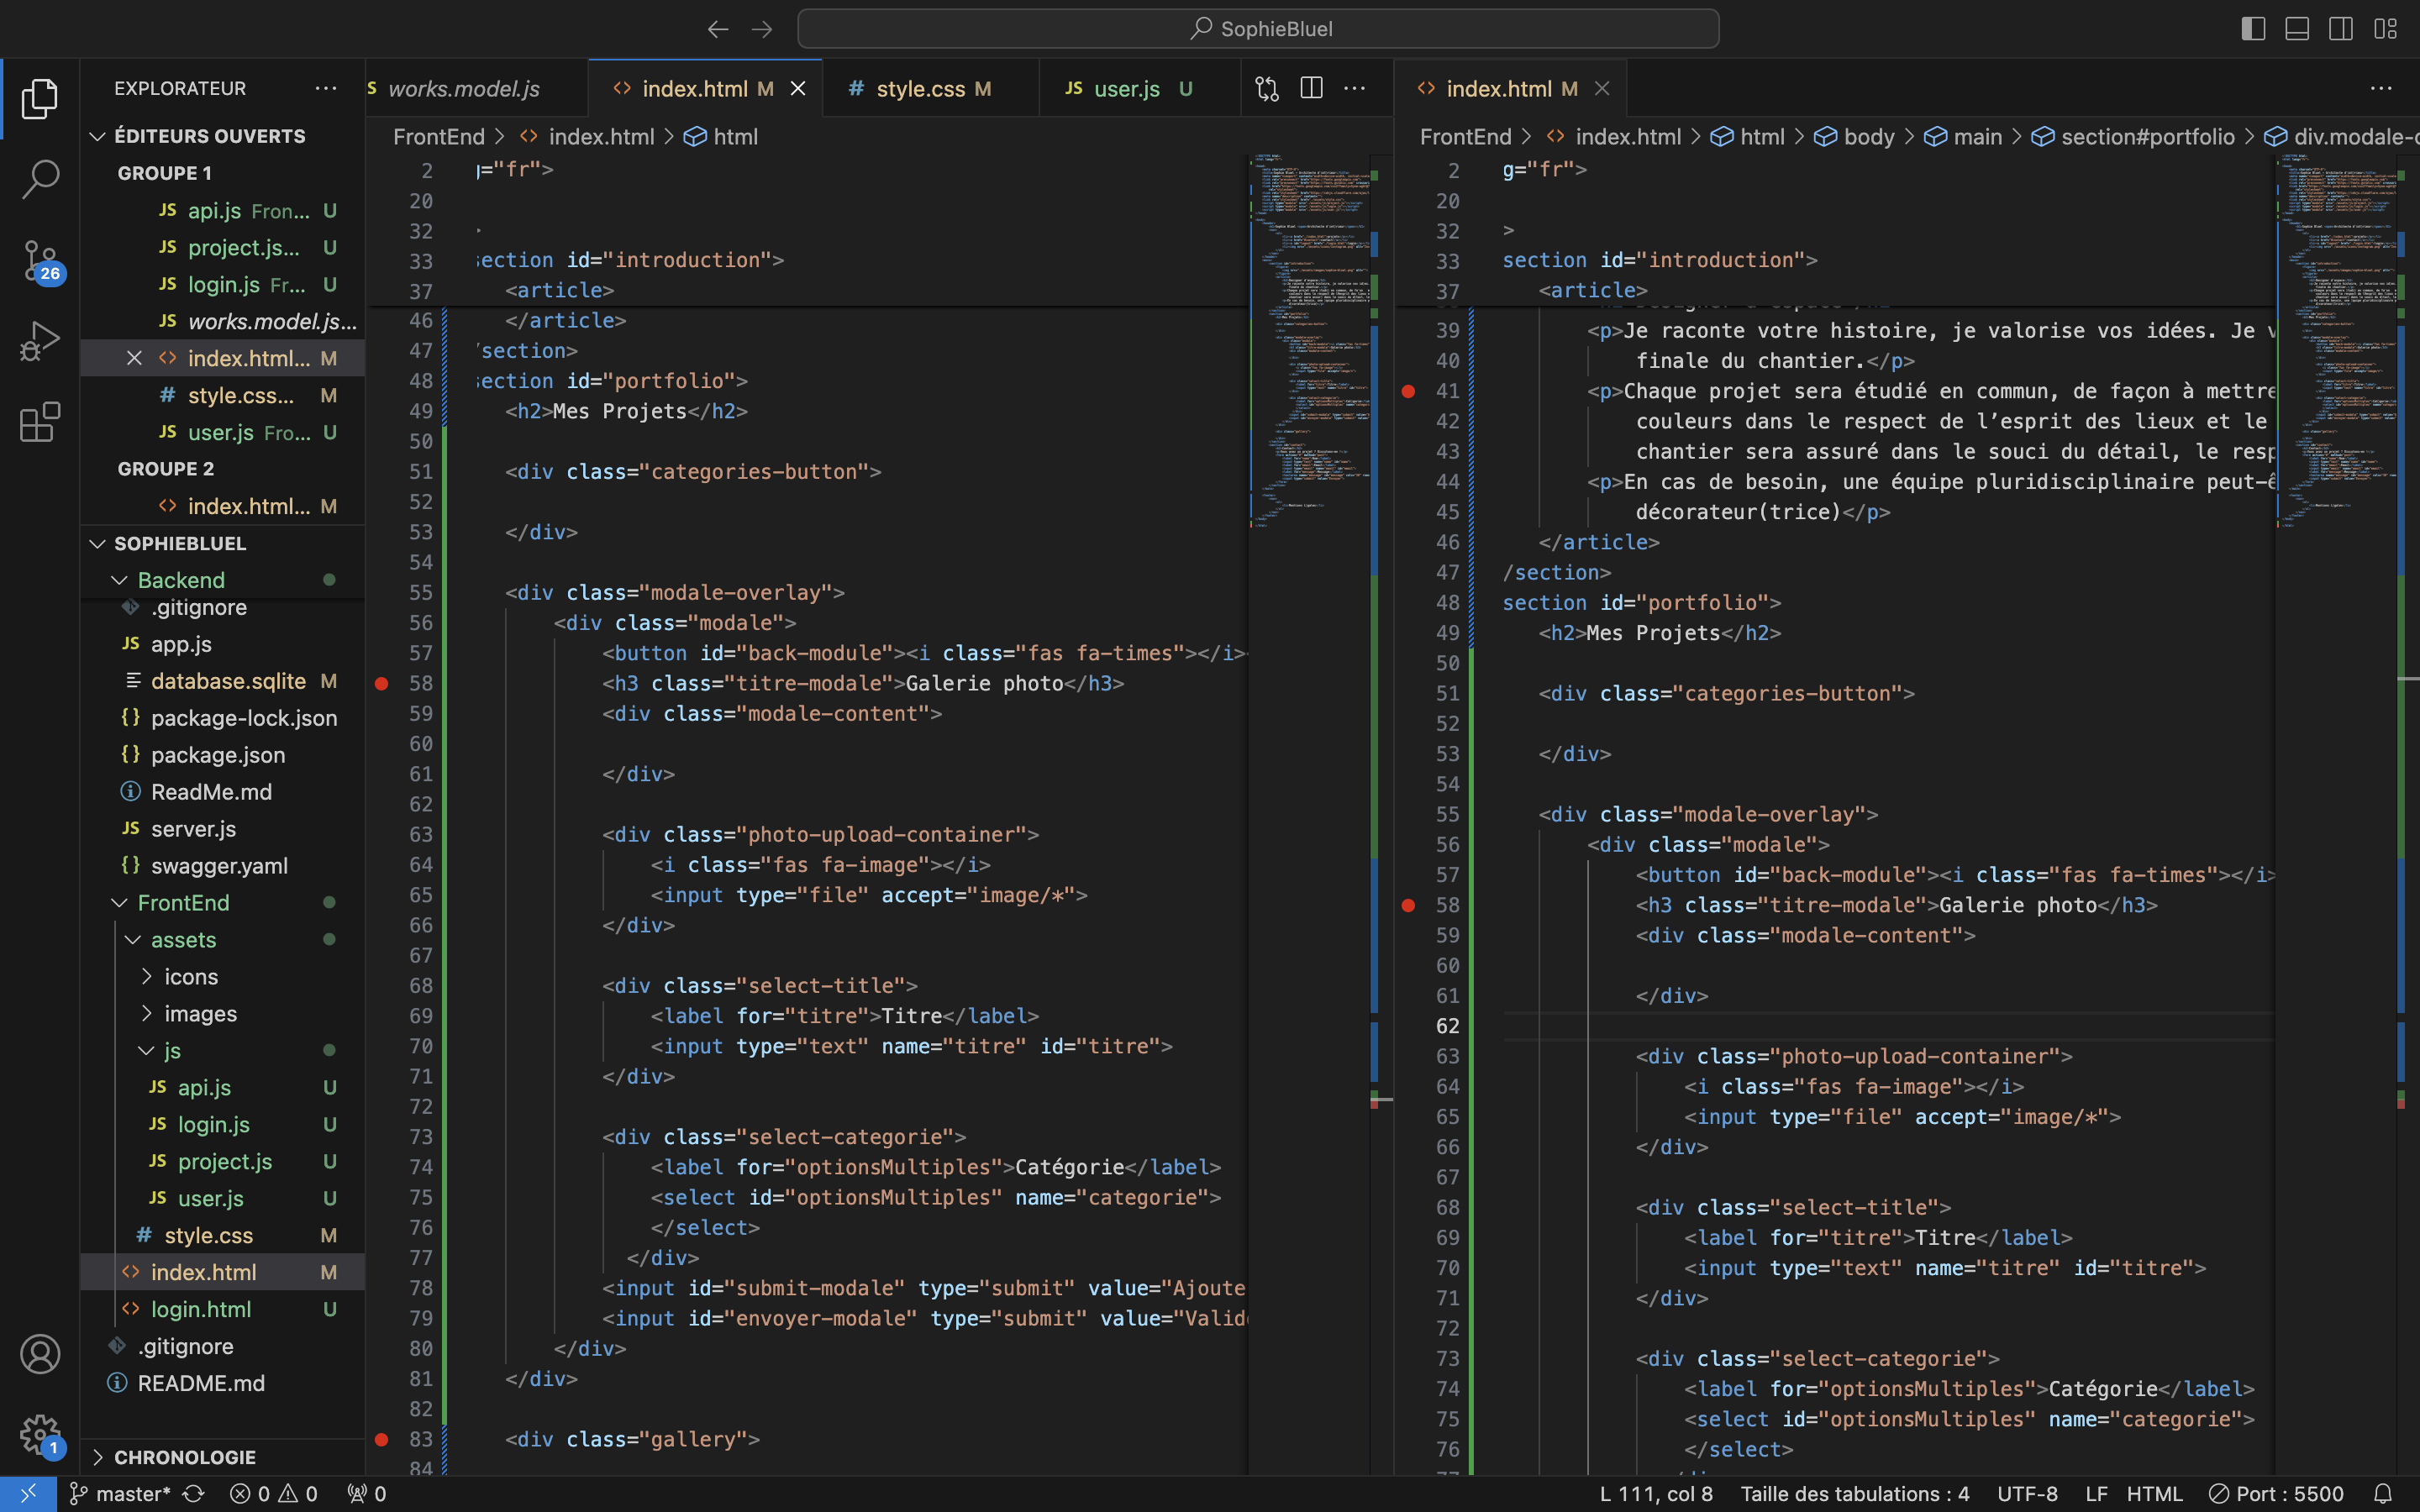 SophieBluel
EXPLORATEUR
ÉDITEURS OUVERTS
GROUPE 1
JS api.js Fron... U
JS project.js... U
JS login.js Fr... U
JS works.model.js...
<> index.html... M
# style.css... M
JS user.js Fro... U
GROUPE 2
<> index.html... M
SOPHIEBLUEL
Backend
.gitignore
JS app.js
database.sqlite M
{} package-lock.json
{} package.json
ReadMe.md
JS server.js
{} swagger.yaml
FrontEnd
assets
icons
images
js
JS api.js U
JS login.js U
JS project.js U
JS user.js U
# style.css M
<> index.html M
<> login.html U
.gitignore
README.md
CHRONOLOGIE
26
1
works.model.js
<> index.html M
# style.css M
JS user.js U
FrontEnd > <> index.html > html
2 g="fr">
20
32 >
33 section id="introduction">
37 <article>
46 </article>
47 /section>
48 section id="portfolio">
49 <h2>Mes Projets</h2>
50
51 <div class="categories-button">
52
53 </div>
54
55 <div class="modale-overlay">
56 <div class="modale">
57 <button id="back-module"><i class="fas fa-times"></i>
58 <h3 class="titre-modale">Galerie photo</h3>
59 <div class="modale-content">
60
61 </div>
62
63 <div class="photo-upload-container">
64 <i class="fas fa-image"></i>
65 <input type="file" accept="image/*">
66 </div>
67
68 <div class="select-title">
69 <label for="titre">Titre</label>
70 <input type="text" name="titre" id="titre">
71 </div>
72
73 <div class="select-categorie">
74 <label for="optionsMultiples">Catégorie</label>
75 <select id="optionsMultiples" name="categorie">
76 </select>
77 </div>
78 <input id="submit-modale" type="submit" value="Ajoute
79 <input id="envoyer-modale" type="submit" value="Valid
80 </div>
81 </div>
82
83 <div class="gallery">
84
<> index.html M
FrontEnd > <> index.html > html > body > main > section#portfolio > div.modale-
2 g="fr">
20
32 >
33 section id="introduction">
37 <article>
39 <p>Je raconte votre histoire, je valorise vos idées. Je v
40 finale du chantier.</p>
41 <p>Chaque projet sera étudié en commun, de façon à mettre
42 couleurs dans le respect de l’esprit des lieux et le
43 chantier sera assuré dans le souci du détail, le resp
44 <p>En cas de besoin, une équipe pluridisciplinaire peut-ê
45 décorateur(trice)</p>
46 </article>
47 /section>
48 section id="portfolio">
49 <h2>Mes Projets</h2>
50
51 <div class="categories-button">
52
53 </div>
54
55 <div class="modale-overlay">
56 <div class="modale">
57 <button id="back-module"><i class="fas fa-times"></i>
58 <h3 class="titre-modale">Galerie photo</h3>
59 <div class="modale-content">
60
61 </div>
62
63 <div class="photo-upload-container">
64 <i class="fas fa-image"></i>
65 <input type="file" accept="image/*">
66 </div>
67
68 <div class="select-title">
69 <label for="titre">Titre</label>
70 <input type="text" name="titre" id="titre">
71 </div>
72
73 <div class="select-categorie">
74 <label for="optionsMultiples">Catégorie</label>
75 <select id="optionsMultiples" name="categorie">
76 </select>
master* 0 0 0
L 111, col 8 Taille des tabulations : 4 UTF-8 LF HTML Port : 5500